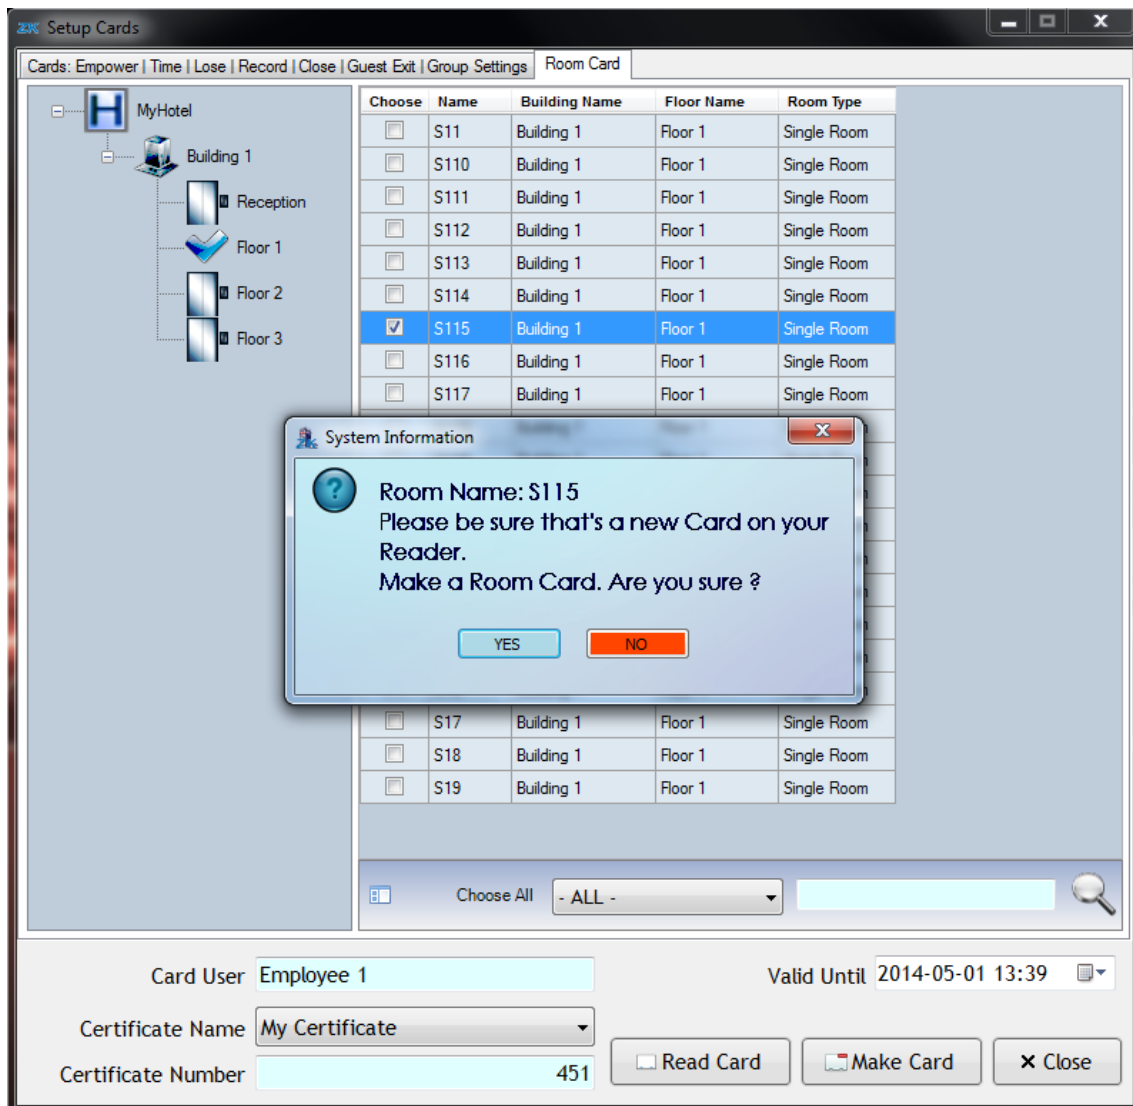 ZK Setup Cards
Cards: Empower | Time | Lose | Record | Close | Guest Exit | Group Settings Room Card
MyHotel
Building 1
Reception
Floor 1
Floor 2
Floor 3
Choose Name Building Name Floor Name Room Type
S11 Building 1 Floor 1 Single Room
S110 Building 1 Floor 1 Single Room
S111 Building 1 Floor 1 Single Room
S112 Building 1 Floor 1 Single Room
S113 Building 1 Floor 1 Single Room
S114 Building 1 Floor 1 Single Room
S115 Building 1 Floor 1 Single Room
S116 Building 1 Floor 1 Single Room
S117 Building 1 Floor 1 Single Room
System Information
Room Name: S115
Please be sure that's a new Card on your
Reader.
Make a Room Card. Are you sure ?
YES NO
S17 Building 1 Floor 1 Single Room
S18 Building 1 Floor 1 Single Room
S19 Building 1 Floor 1 Single Room
Choose All - ALL -
Card User Employee 1 Valid Until 2014-05-01 13:39
Certificate Name My Certificate
Certificate Number 451 Read Card Make Card Close